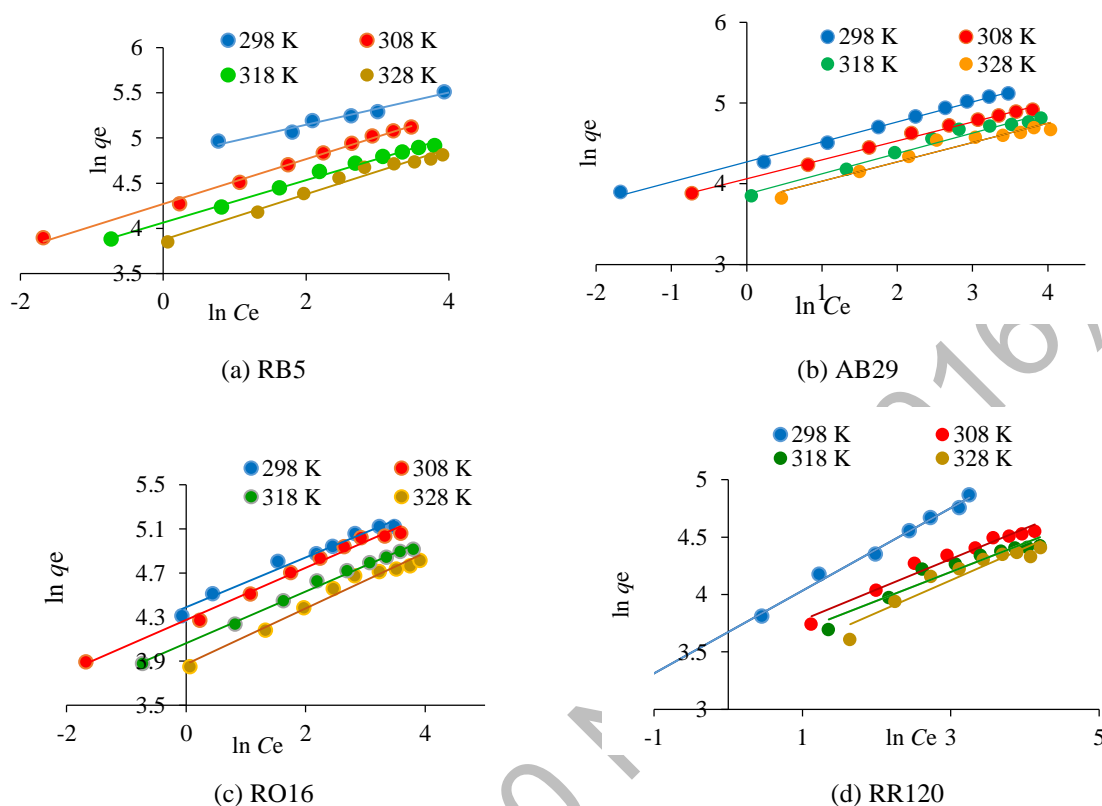 298 K 308 K
318 K 328 K
6
5.5
5
4.5
4
3.5
-2 0 2 4
ln qe
ln Ce
(a) RB5
298 K 308 K
318 K 328 K
6
5
4
3
-2 -1 0 1 2 3 4
ln qe
ln Ce
(b) AB29
298 K 308 K
318 K 328 K
5.5
5.1
4.7
4.3
3.9
3.5
-2 0 2 4
ln qe
ln Ce
(c) RO16
298 K 308 K
318 K 328 K
5
4.5
4
3.5
3
-1 1 3 5
ln qe
ln Ce
(d) RR120